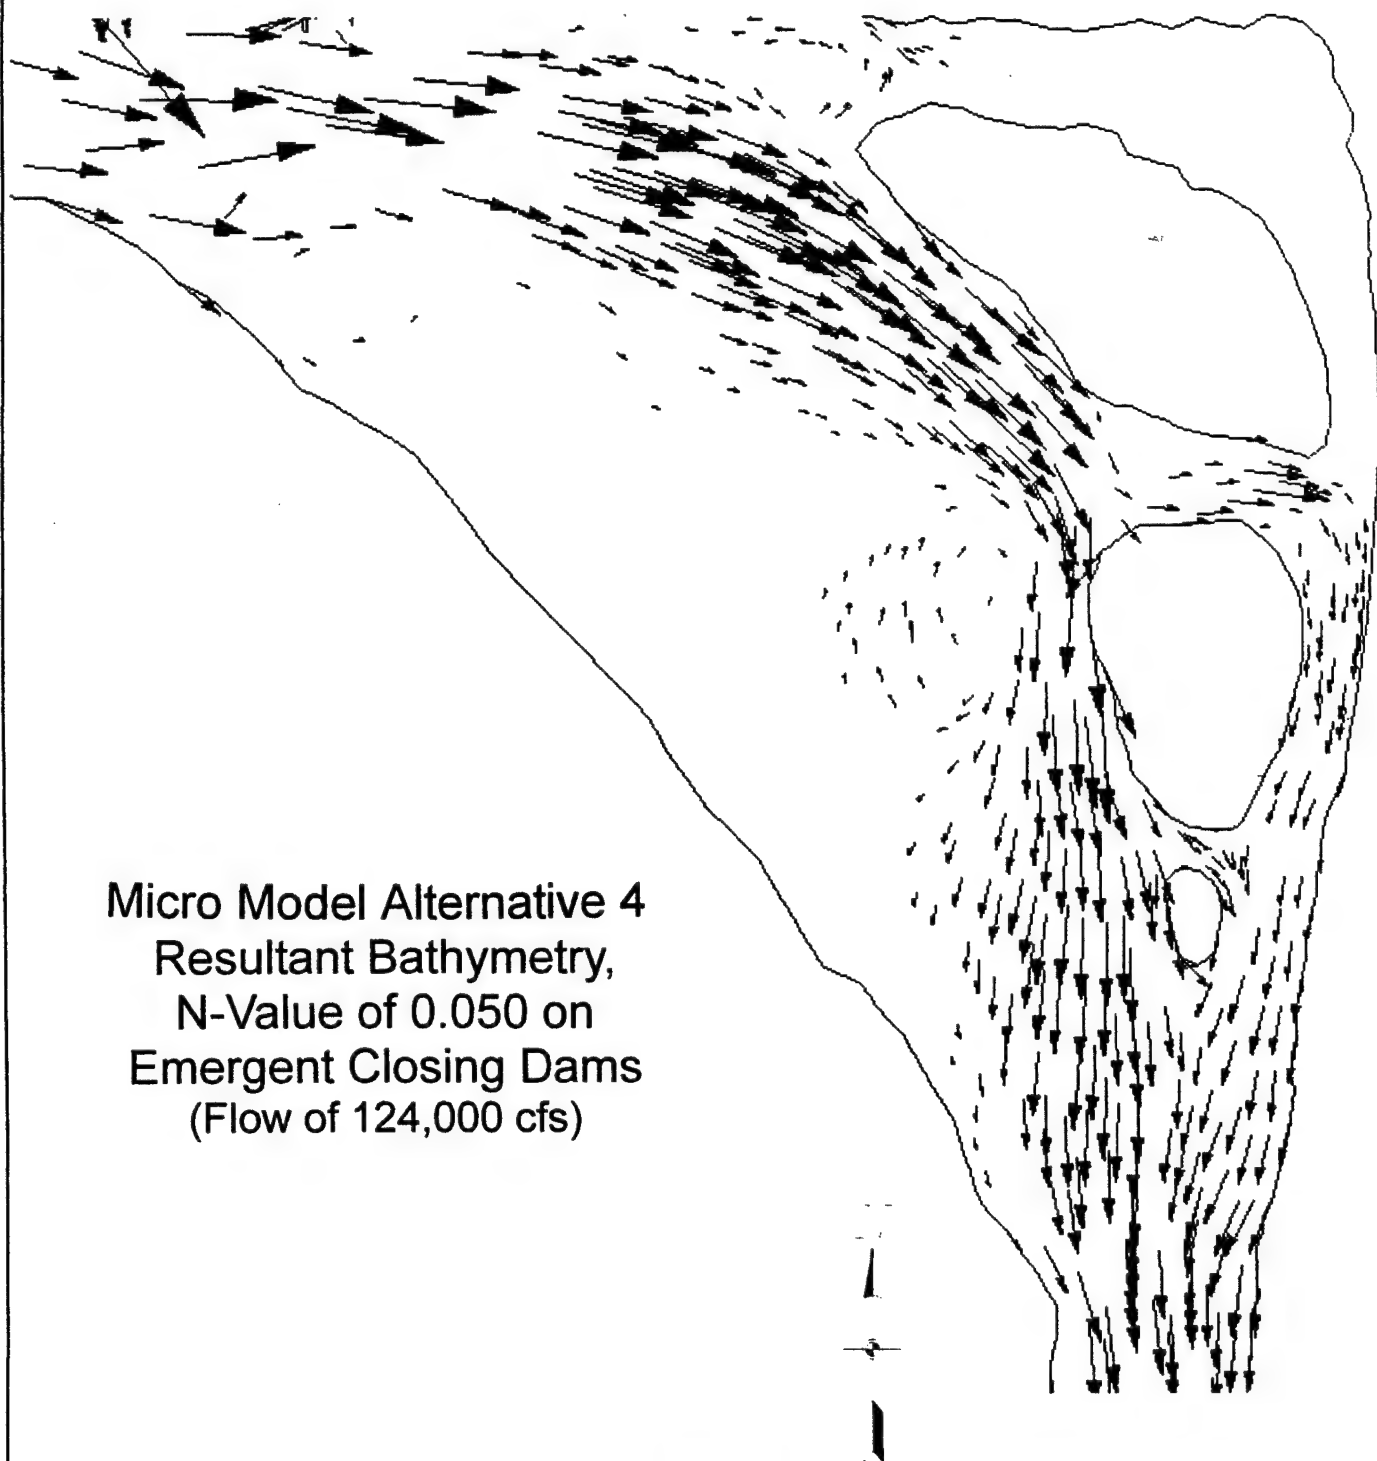 Micro Model Alternative 4
Resultant Bathymetry,
N-Value of 0.050 on
Emergent Closing Dams
(Flow of 124,000 cfs)